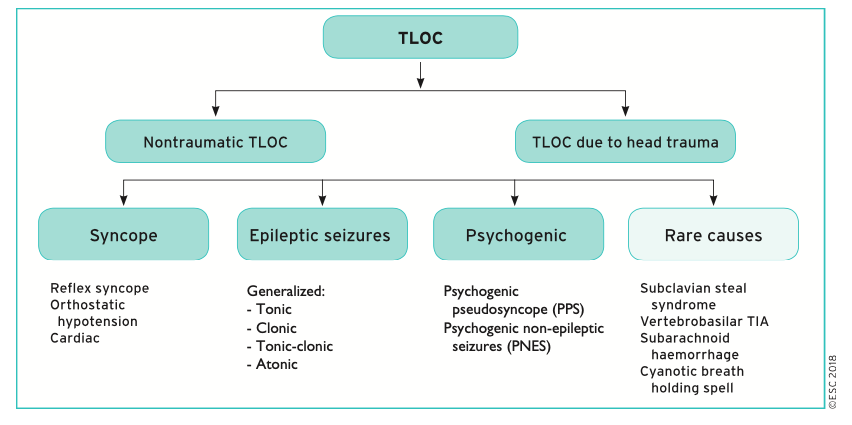 TLOC
Nontraumatic TLOC
TLOC due to head trauma
Syncope
Epileptic seizures
Psychogenic
Rare causes
Reflex syncope
Orthostatic
hypotension
Cardiac
Generalized:
- Tonic
- Clonic
- Tonic-clonic
- Atonic
Psychogenic
pseudosyncope (PPS)
Psychogenic non-epileptic
seizures (PNES)
Subclavian steal
syndrome
Vertebrobasilar TIA
Subarachnoid
haemorrhage
Cyanotic breath
holding spell
©ESC 2018